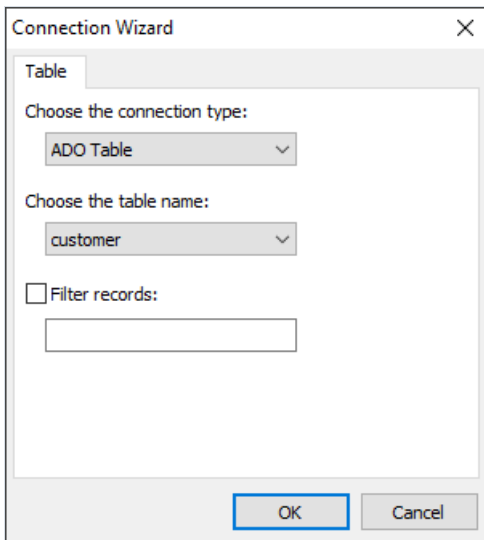 Connection Wizard
Table
Choose the connection type:
ADO Table
Choose the table name:
customer
Filter records:
OK Cancel